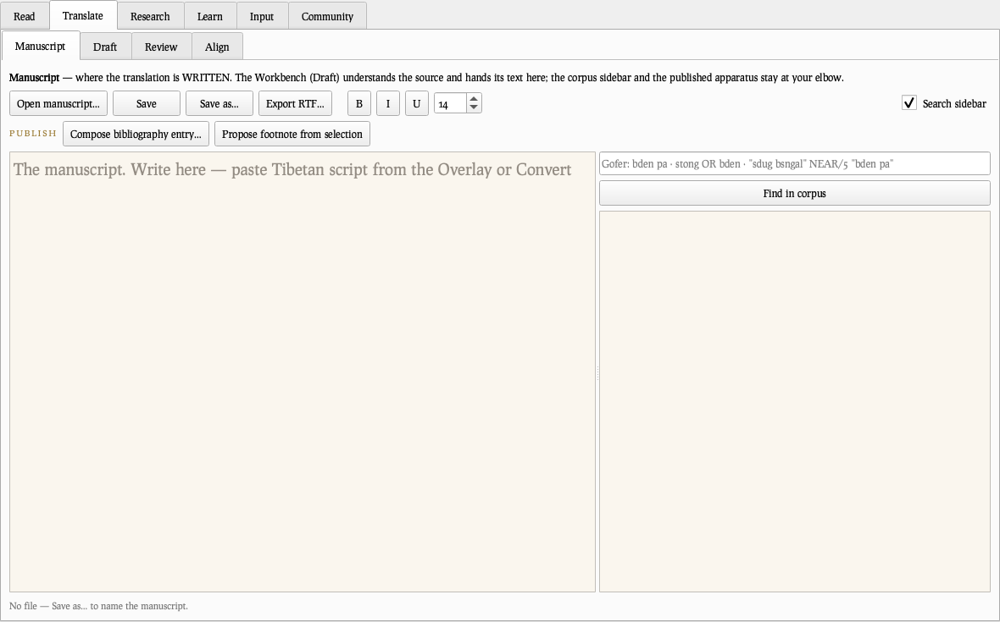 Read Translate Research Learn Input Community
Manuscript Draft Review Align
Manuscript — where the translation is WRITTEN. The Workbench (Draft) understands the source and hands its text here; the corpus sidebar and the published apparatus stay at your elbow.
Open manuscript... Save Save as... Export RTF... B I U 14 Search sidebar
PUBLISH Compose bibliography entry... Propose footnote from selection
The manuscript. Write here — paste Tibetan script from the Overlay or Convert
Gofer: bden pa · stong OR bden · "sdug bsngal" NEAR/5 "bden pa"
Find in corpus
No file — Save as... to name the manuscript.